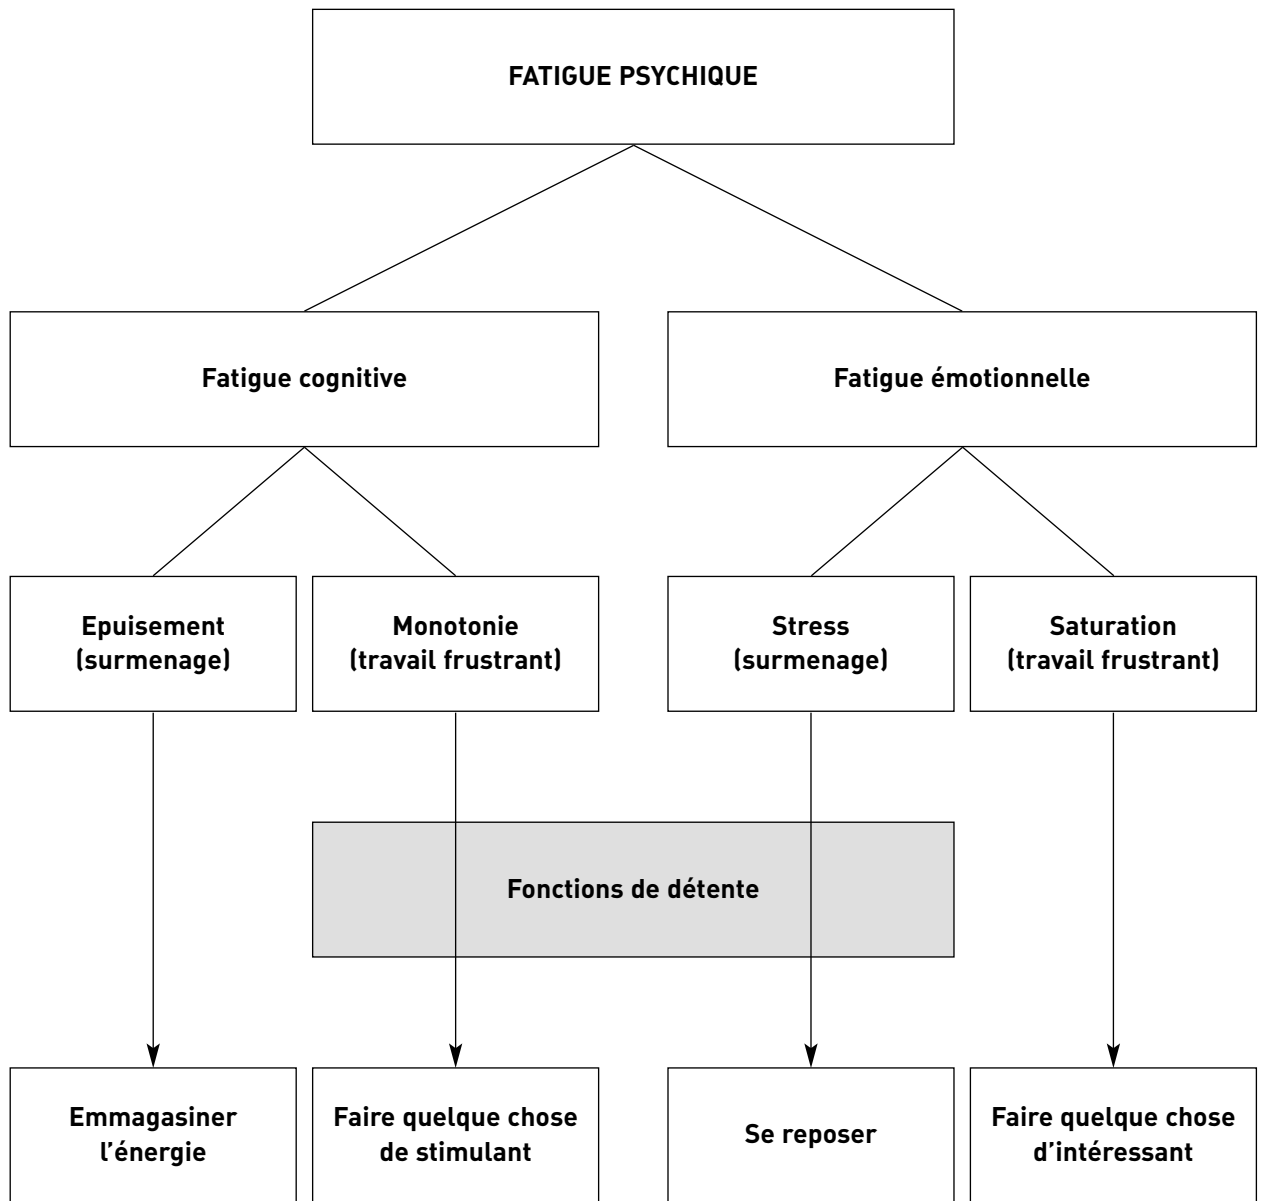 FATIGUE PSYCHIQUE
Fatigue cognitive
Fatigue émotionnelle
Epuisement
(surmenage)
Monotonie
(travail frustrant)
Stress
(surmenage)
Saturation
(travail frustrant)
Fonctions de détente
Emmagasiner
l’énergie
Faire quelque chose
de stimulant
Se reposer
Faire quelque chose
d’intéressant